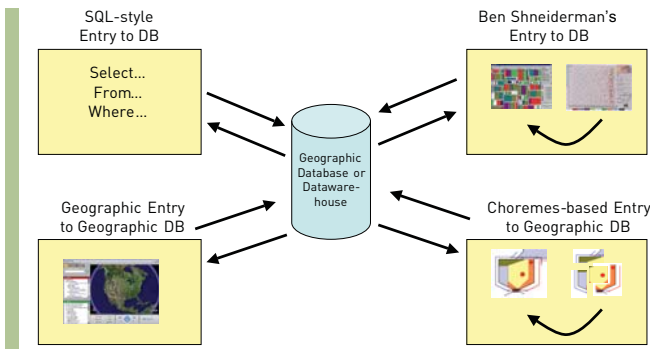 SQL-style
Entry to DB
Select...
From...
Where...
Ben Shneiderman's
Entry to DB
Geographic
Database or
Dataware-
house
Geographic Entry
to Geographic DB
Choremes-based Entry
to Geographic DB